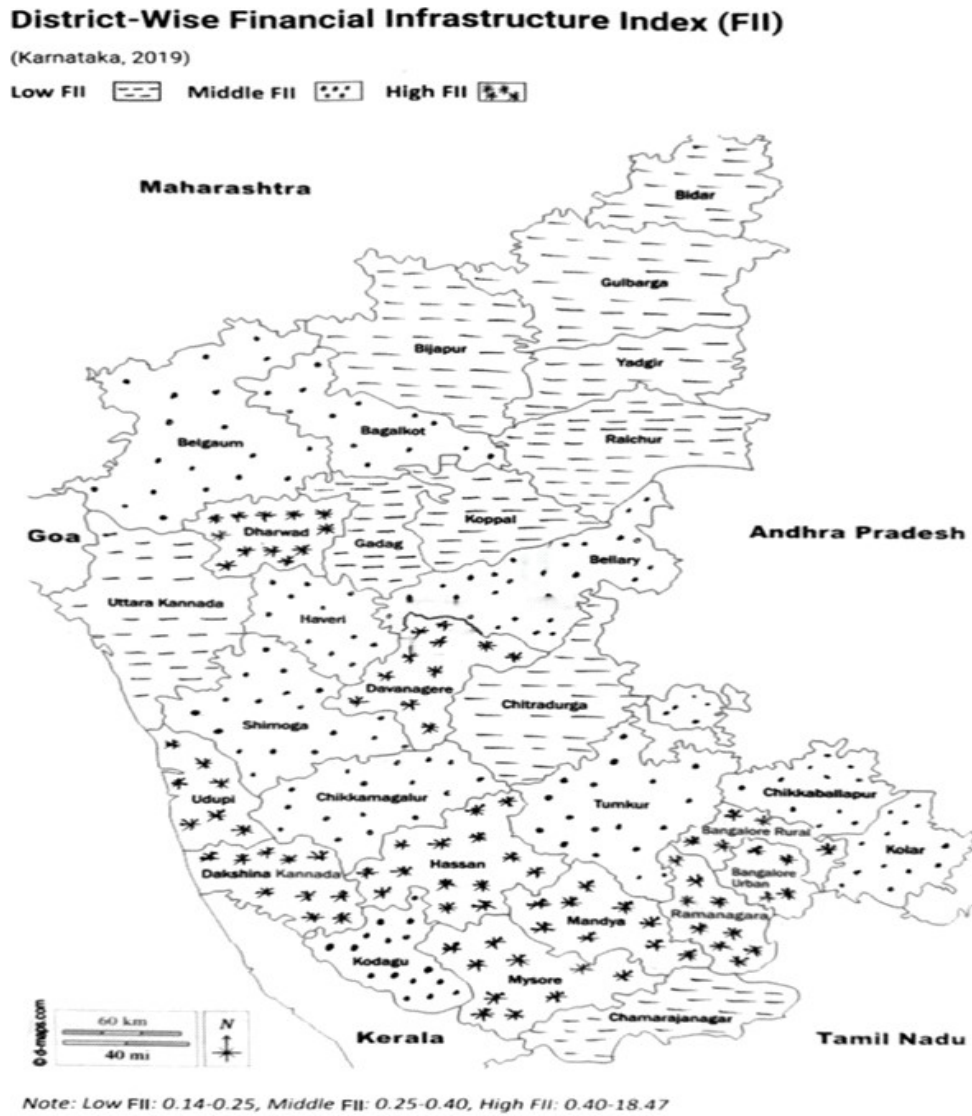 District-Wise Financial Infrastructure Index (FII)
(Karnataka, 2019)
Low FII Middle FII High FII
Maharashtra
Bidar
Gulbarga
Bijapur
Yadgir
Belgaum
Bagalkot
Raichur
Goa
Dharwad
Gadag
Koppal
Andhra Pradesh
Bellary
Uttara Kannada
Haveri
Davanagere
Chitradurga
Shimoga
Udupi
Chikkamagalur
Tumkur
Chikkaballapur
Bangalore Rural
Kolar
Dakshina Kannada
Hassan
Bangalore
Urban
Mandya
Ramanagara
Kodagu
Mysore
Chamarajanagar
Kerala
Tamil Nadu
60 km
40 mi
N
© d-maps.com
Note: Low FII: 0.14-0.25, Middle FII: 0.25-0.40, High FII: 0.40-18.47